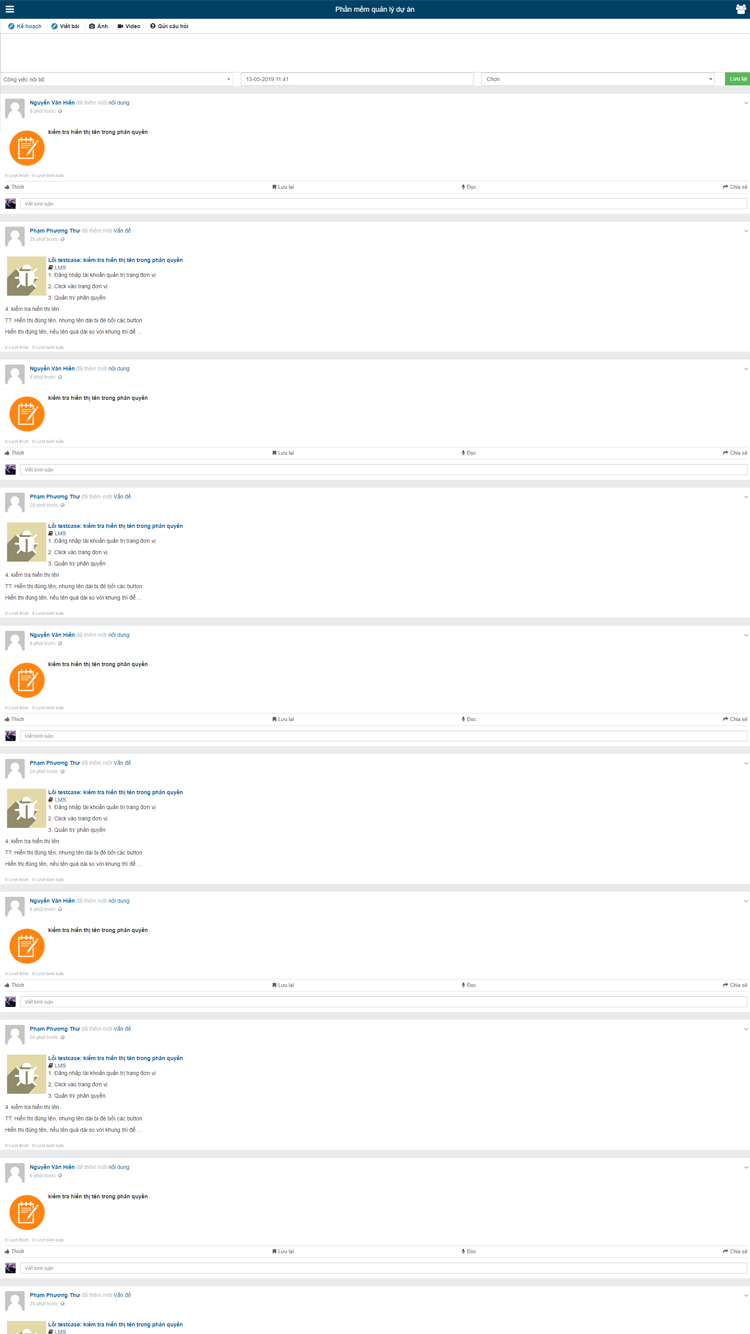 Phần mềm quản lý dự án
Kế hoạch Viết bài Ảnh Video Gửi câu hỏi
Công việc nội bộ 13-05-2019 11:41 Chọn Lưu lại
Nguyễn Văn Hiển đã thêm một nội dung
6 phút trước
kiểm tra hiển thị tên trong phân quyền
0 Lượt thích 0 Lượt bình luận
Thích Lưu lại Đọc Chia sẻ
Viết bình luận
Phạm Phương Thư đã thêm một Vấn đề
28 phút trước
Lỗi testcase: kiểm tra hiển thị tên trong phân quyền
LMS
1. Đăng nhập tài khoản quản trị trang đơn vị
2. Click vào trang đơn vị
3. Quản trị: phân quyền
4. kiểm tra hiển thị tên
TT: Hiển thị đúng tên, nhưng tên dài bị đè bởi các button
Hiển thị đúng tên, nếu tên quá dài so với khung thì để ...
0 Lượt thích 0 Lượt bình luận
Nguyễn Văn Hiển đã thêm một nội dung
6 phút trước
kiểm tra hiển thị tên trong phân quyền
0 Lượt thích 0 Lượt bình luận
Thích Lưu lại Đọc Chia sẻ
Viết bình luận
Phạm Phương Thư đã thêm một Vấn đề
28 phút trước
Lỗi testcase: kiểm tra hiển thị tên trong phân quyền
LMS
1. Đăng nhập tài khoản quản trị trang đơn vị
2. Click vào trang đơn vị
3. Quản trị: phân quyền
4. kiểm tra hiển thị tên
TT: Hiển thị đúng tên, nhưng tên dài bị đè bởi các button
Hiển thị đúng tên, nếu tên quá dài so với khung thì để ...
0 Lượt thích 0 Lượt bình luận
Nguyễn Văn Hiển đã thêm một nội dung
6 phút trước
kiểm tra hiển thị tên trong phân quyền
0 Lượt thích 0 Lượt bình luận
Thích Lưu lại Đọc Chia sẻ
Viết bình luận
Phạm Phương Thư đã thêm một Vấn đề
28 phút trước
Lỗi testcase: kiểm tra hiển thị tên trong phân quyền
LMS
1. Đăng nhập tài khoản quản trị trang đơn vị
2. Click vào trang đơn vị
3. Quản trị: phân quyền
4. kiểm tra hiển thị tên
TT: Hiển thị đúng tên, nhưng tên dài bị đè bởi các button
Hiển thị đúng tên, nếu tên quá dài so với khung thì để ...
0 Lượt thích 0 Lượt bình luận
Nguyễn Văn Hiển đã thêm một nội dung
6 phút trước
kiểm tra hiển thị tên trong phân quyền
0 Lượt thích 0 Lượt bình luận
Thích Lưu lại Đọc Chia sẻ
Viết bình luận
Phạm Phương Thư đã thêm một Vấn đề
28 phút trước
Lỗi testcase: kiểm tra hiển thị tên trong phân quyền
LMS
1. Đăng nhập tài khoản quản trị trang đơn vị
2. Click vào trang đơn vị
3. Quản trị: phân quyền
4. kiểm tra hiển thị tên
TT: Hiển thị đúng tên, nhưng tên dài bị đè bởi các button
Hiển thị đúng tên, nếu tên quá dài so với khung thì để ...
0 Lượt thích 0 Lượt bình luận
Nguyễn Văn Hiển đã thêm một nội dung
6 phút trước
kiểm tra hiển thị tên trong phân quyền
0 Lượt thích 0 Lượt bình luận
Thích Lưu lại Đọc Chia sẻ
Viết bình luận
Phạm Phương Thư đã thêm một Vấn đề
28 phút trước
Lỗi testcase: kiểm tra hiển thị tên trong phân quyền
LMS